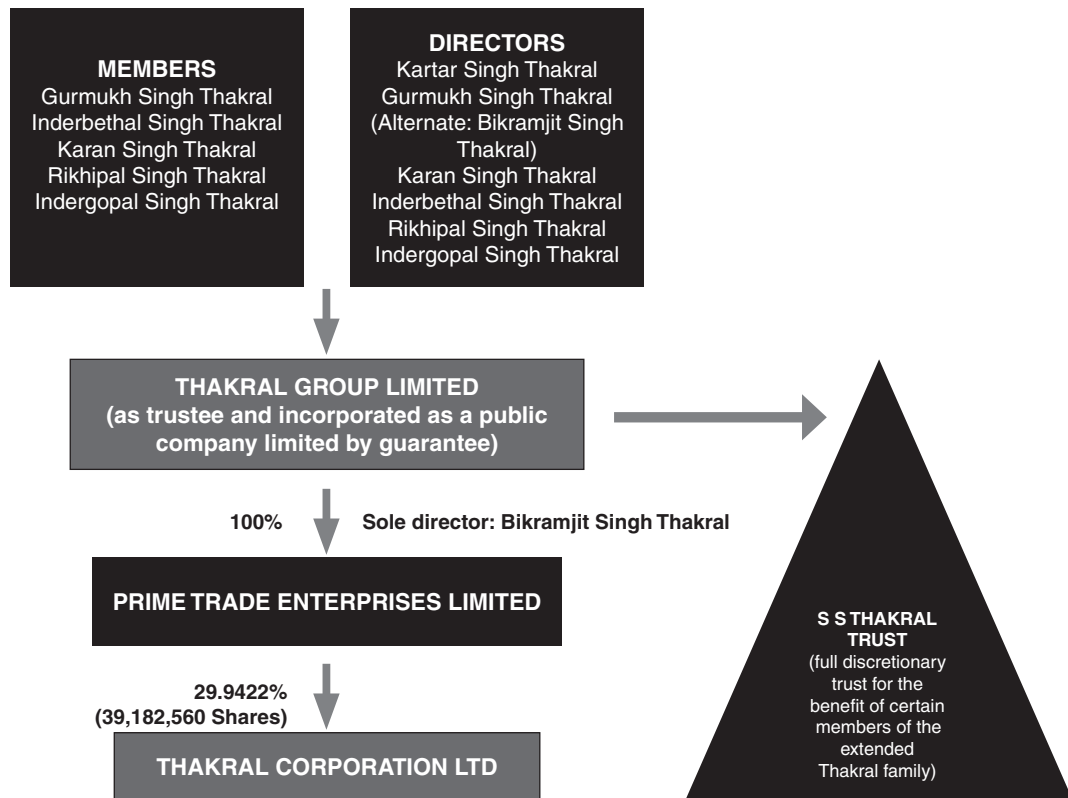 MEMBERS
Gurmukh Singh Thakral
Inderbethal Singh Thakral
Karan Singh Thakral
Rikhipal Singh Thakral
Indergopal Singh Thakral
DIRECTORS
Kartar Singh Thakral
Gurmukh Singh Thakral
(Alternate: Bikramjit Singh
Thakral)
Karan Singh Thakral
Inderbethal Singh Thakral
Rikhipal Singh Thakral
Indergopal Singh Thakral
THAKRAL GROUP LIMITED
(as trustee and incorporated as a public
company limited by guarantee)
100%
Sole director: Bikramjit Singh Thakral
PRIME TRADE ENTERPRISES LIMITED
29.9422%
(39,182,560 Shares)
THAKRAL CORPORATION LTD
S S THAKRAL
TRUST
(full discretionary
trust for the
benefit of certain
members of the
extended
Thakral family)